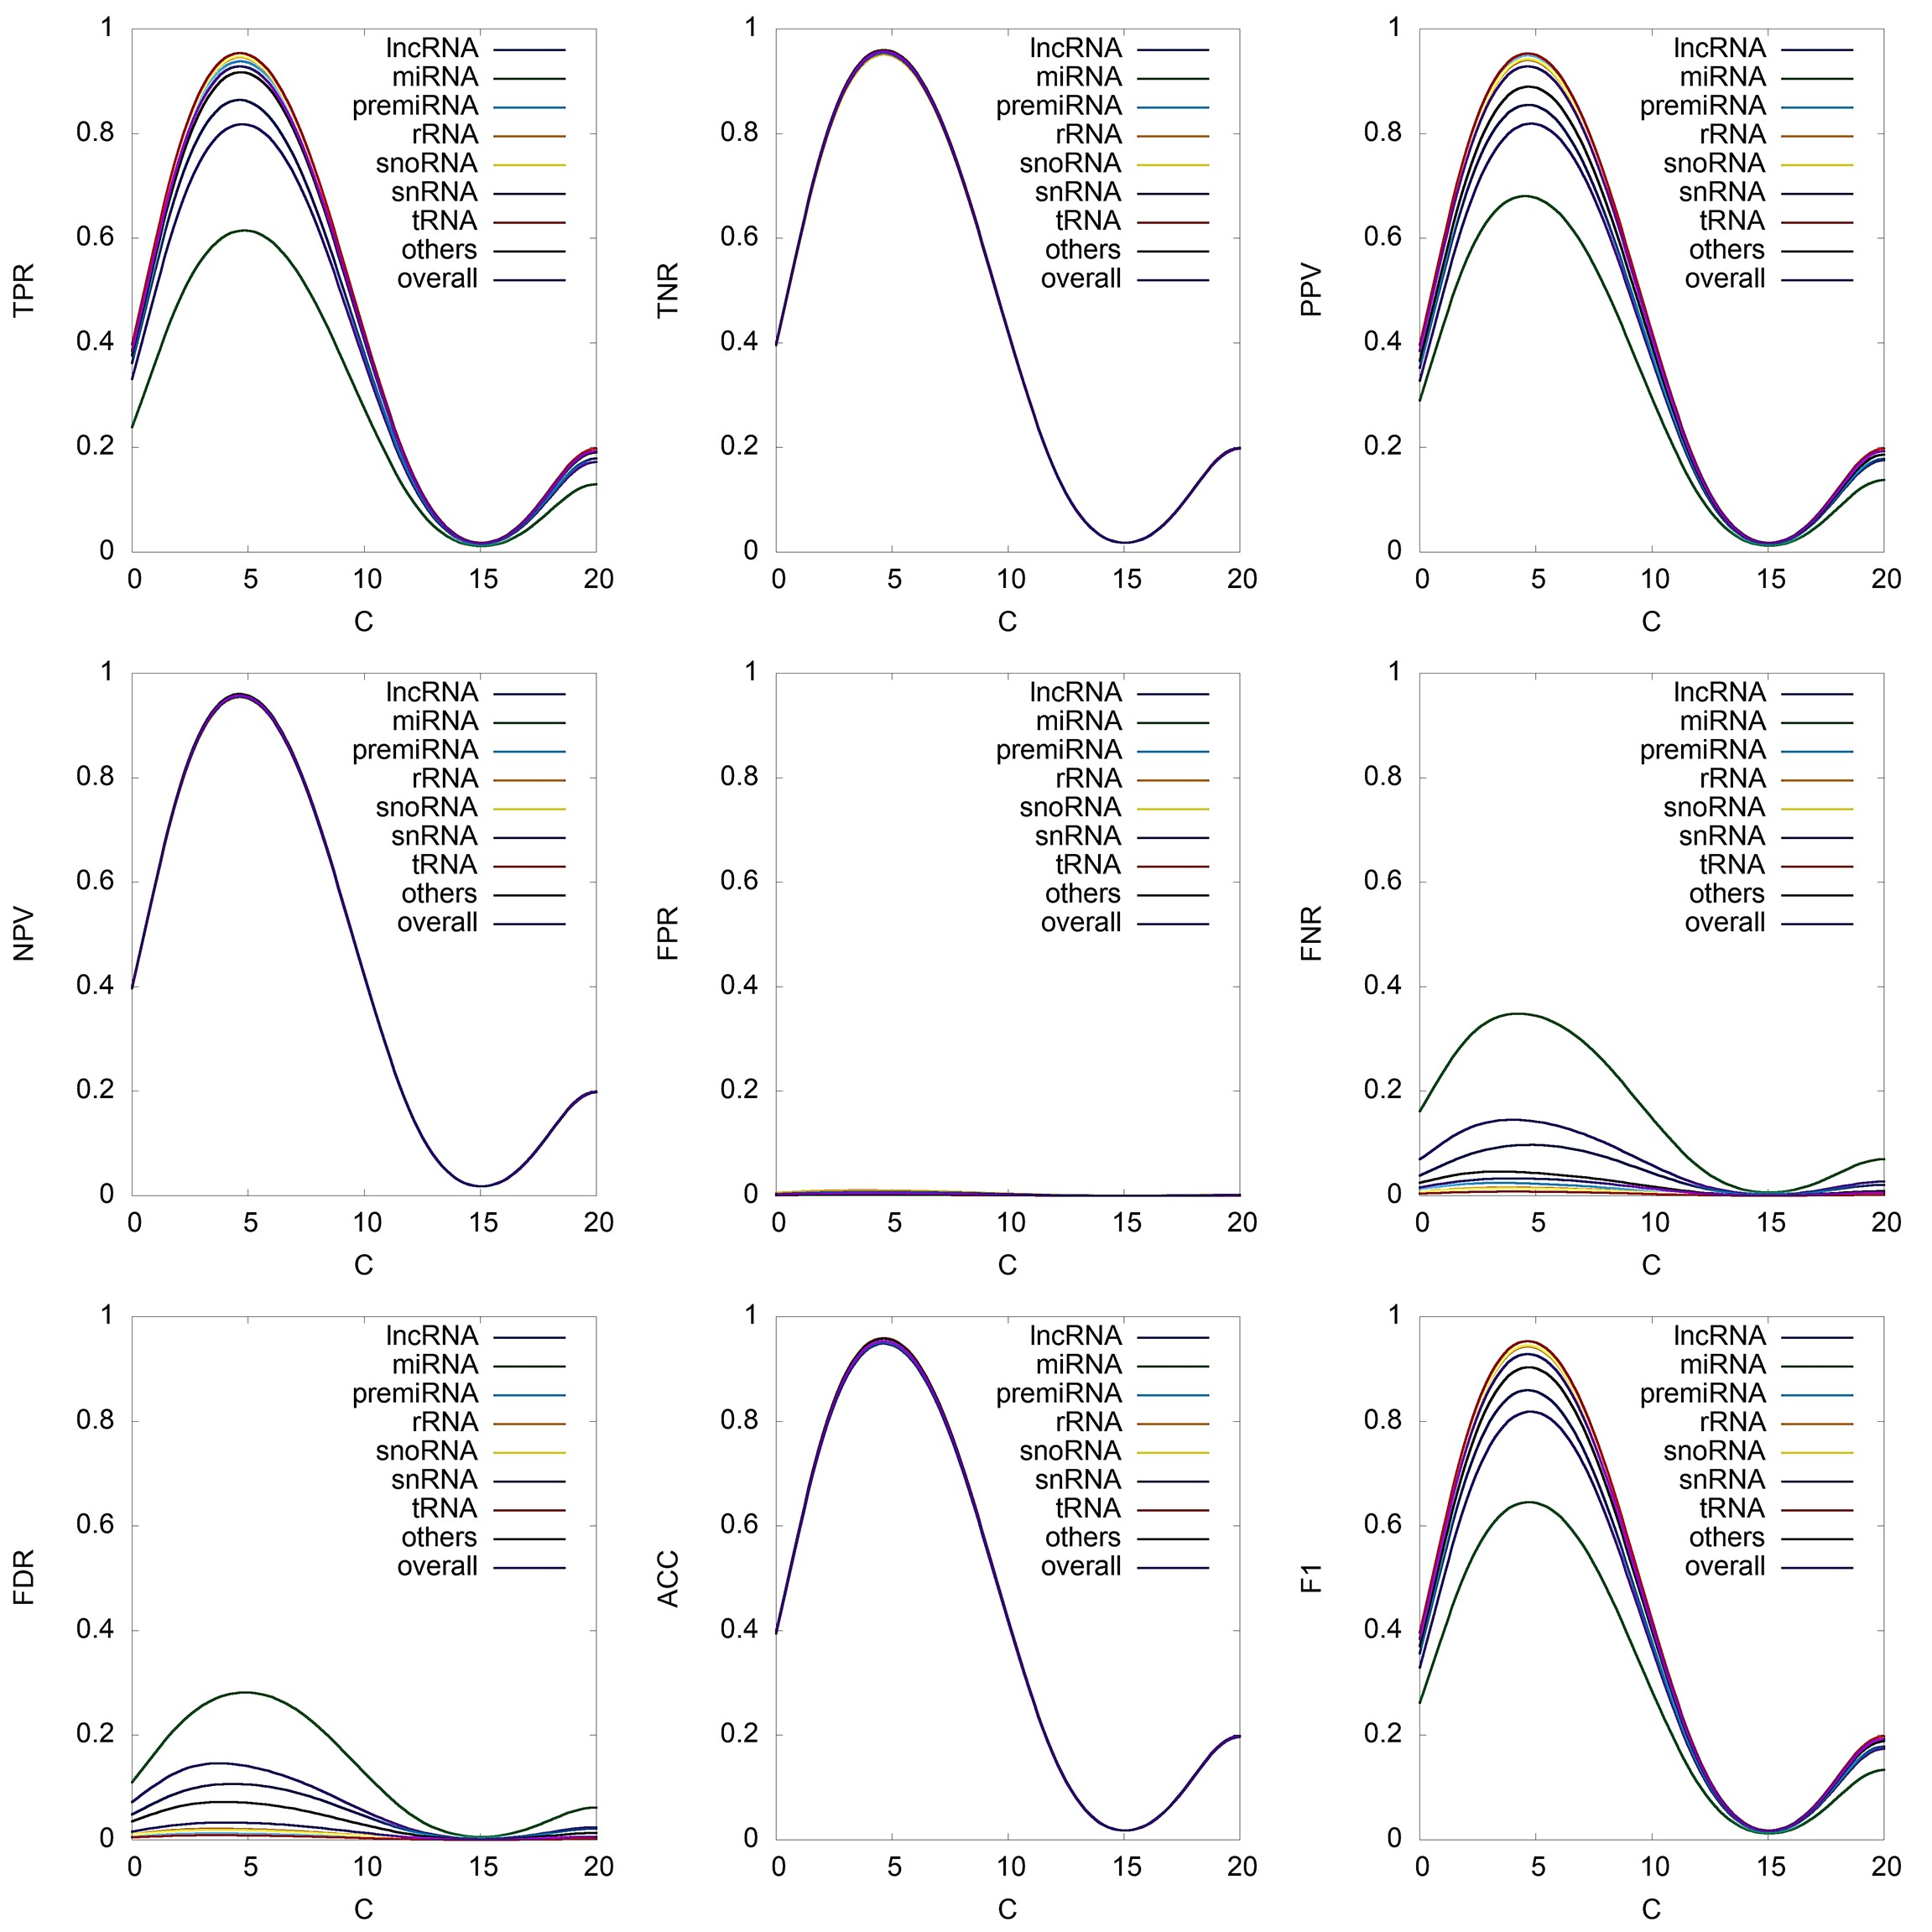 1
0.8
0.6
0.4
0.2
0
0 5 10 15 20
TPR
C
lncRNA
miRNA
premiRNA
rRNA
snoRNA
snRNA
tRNA
others
overall
1
0.8
0.6
0.4
0.2
0
0 5 10 15 20
TNR
C
lncRNA
miRNA
premiRNA
rRNA
snoRNA
snRNA
tRNA
others
overall
1
0.8
0.6
0.4
0.2
0
0 5 10 15 20
PPV
C
lncRNA
miRNA
premiRNA
rRNA
snoRNA
snRNA
tRNA
others
overall
1
0.8
0.6
0.4
0.2
0
0 5 10 15 20
NPV
C
lncRNA
miRNA
premiRNA
rRNA
snoRNA
snRNA
tRNA
others
overall
1
0.8
0.6
0.4
0.2
0
0 5 10 15 20
FPR
C
lncRNA
miRNA
premiRNA
rRNA
snoRNA
snRNA
tRNA
others
overall
1
0.8
0.6
0.4
0.2
0
0 5 10 15 20
FNR
C
lncRNA
miRNA
premiRNA
rRNA
snoRNA
snRNA
tRNA
others
overall
1
0.8
0.6
0.4
0.2
0
0 5 10 15 20
FDR
C
lncRNA
miRNA
premiRNA
rRNA
snoRNA
snRNA
tRNA
others
overall
1
0.8
0.6
0.4
0.2
0
0 5 10 15 20
ACC
C
lncRNA
miRNA
premiRNA
rRNA
snoRNA
snRNA
tRNA
others
overall
1
0.8
0.6
0.4
0.2
0
0 5 10 15 20
F1
C
lncRNA
miRNA
premiRNA
rRNA
snoRNA
snRNA
tRNA
others
overall